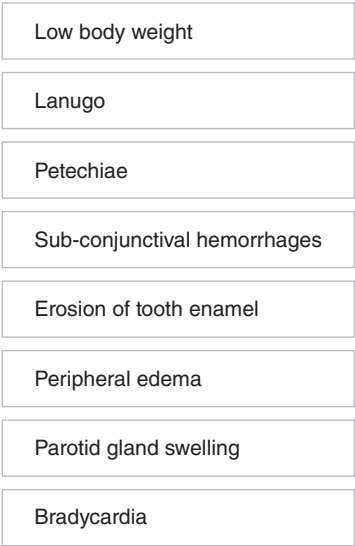 Low body weight
Lanugo
Petechiae
Sub-conjunctival hemorrhages
Erosion of tooth enamel
Peripheral edema
Parotid gland swelling
Bradycardia